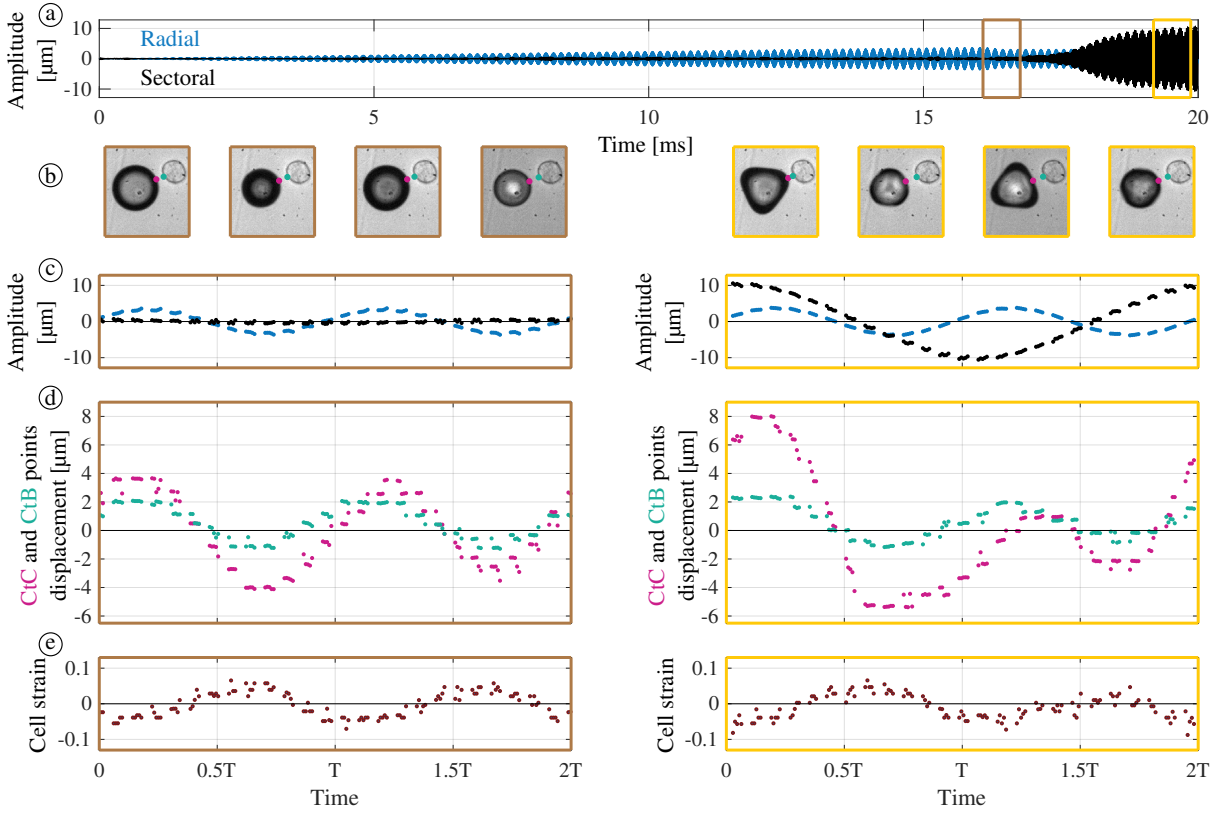 a
Amplitude
[µm]
10
0
-10
Radial
Sectoral
0
5
10
15
20
Time [ms]
b
c
Amplitude
[µm]
10
0
-10
Amplitude
[µm]
10
0
-10
d
CtC and CtB points
displacement [µm]
8
6
4
2
0
-2
-4
-6
CtC and CtB points
displacement [µm]
8
6
4
2
0
-2
-4
-6
e
Cell strain
0.1
0
-0.1
0
0.5T
T
1.5T
2T
Time
Cell strain
0.1
0
-0.1
0
0.5T
T
1.5T
2T
Time